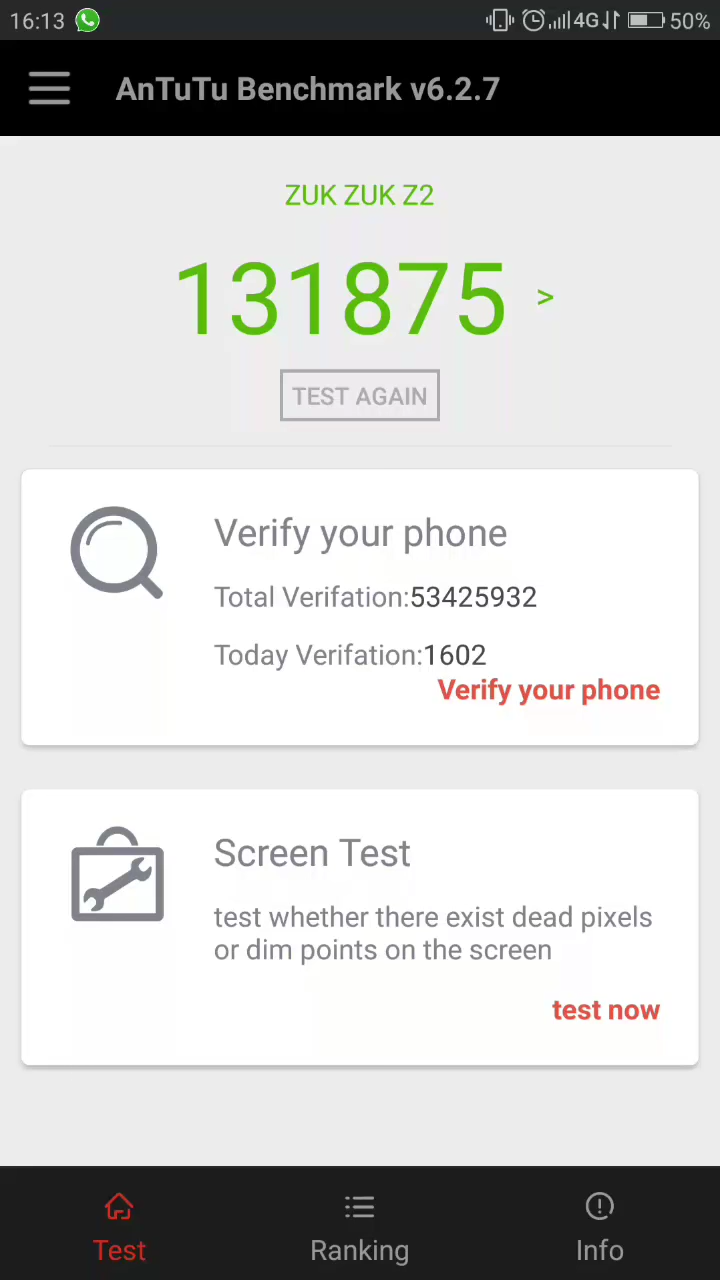 16:13 4G 50%
AnTuTu Benchmark v6.2.7
ZUK ZUK Z2
131875 >
TEST AGAIN
Verify your phone
Total Verifation:53425932
Today Verifation:1602
Verify your phone
Screen Test
test whether there exist dead pixels
or dim points on the screen
test now
Test Ranking Info